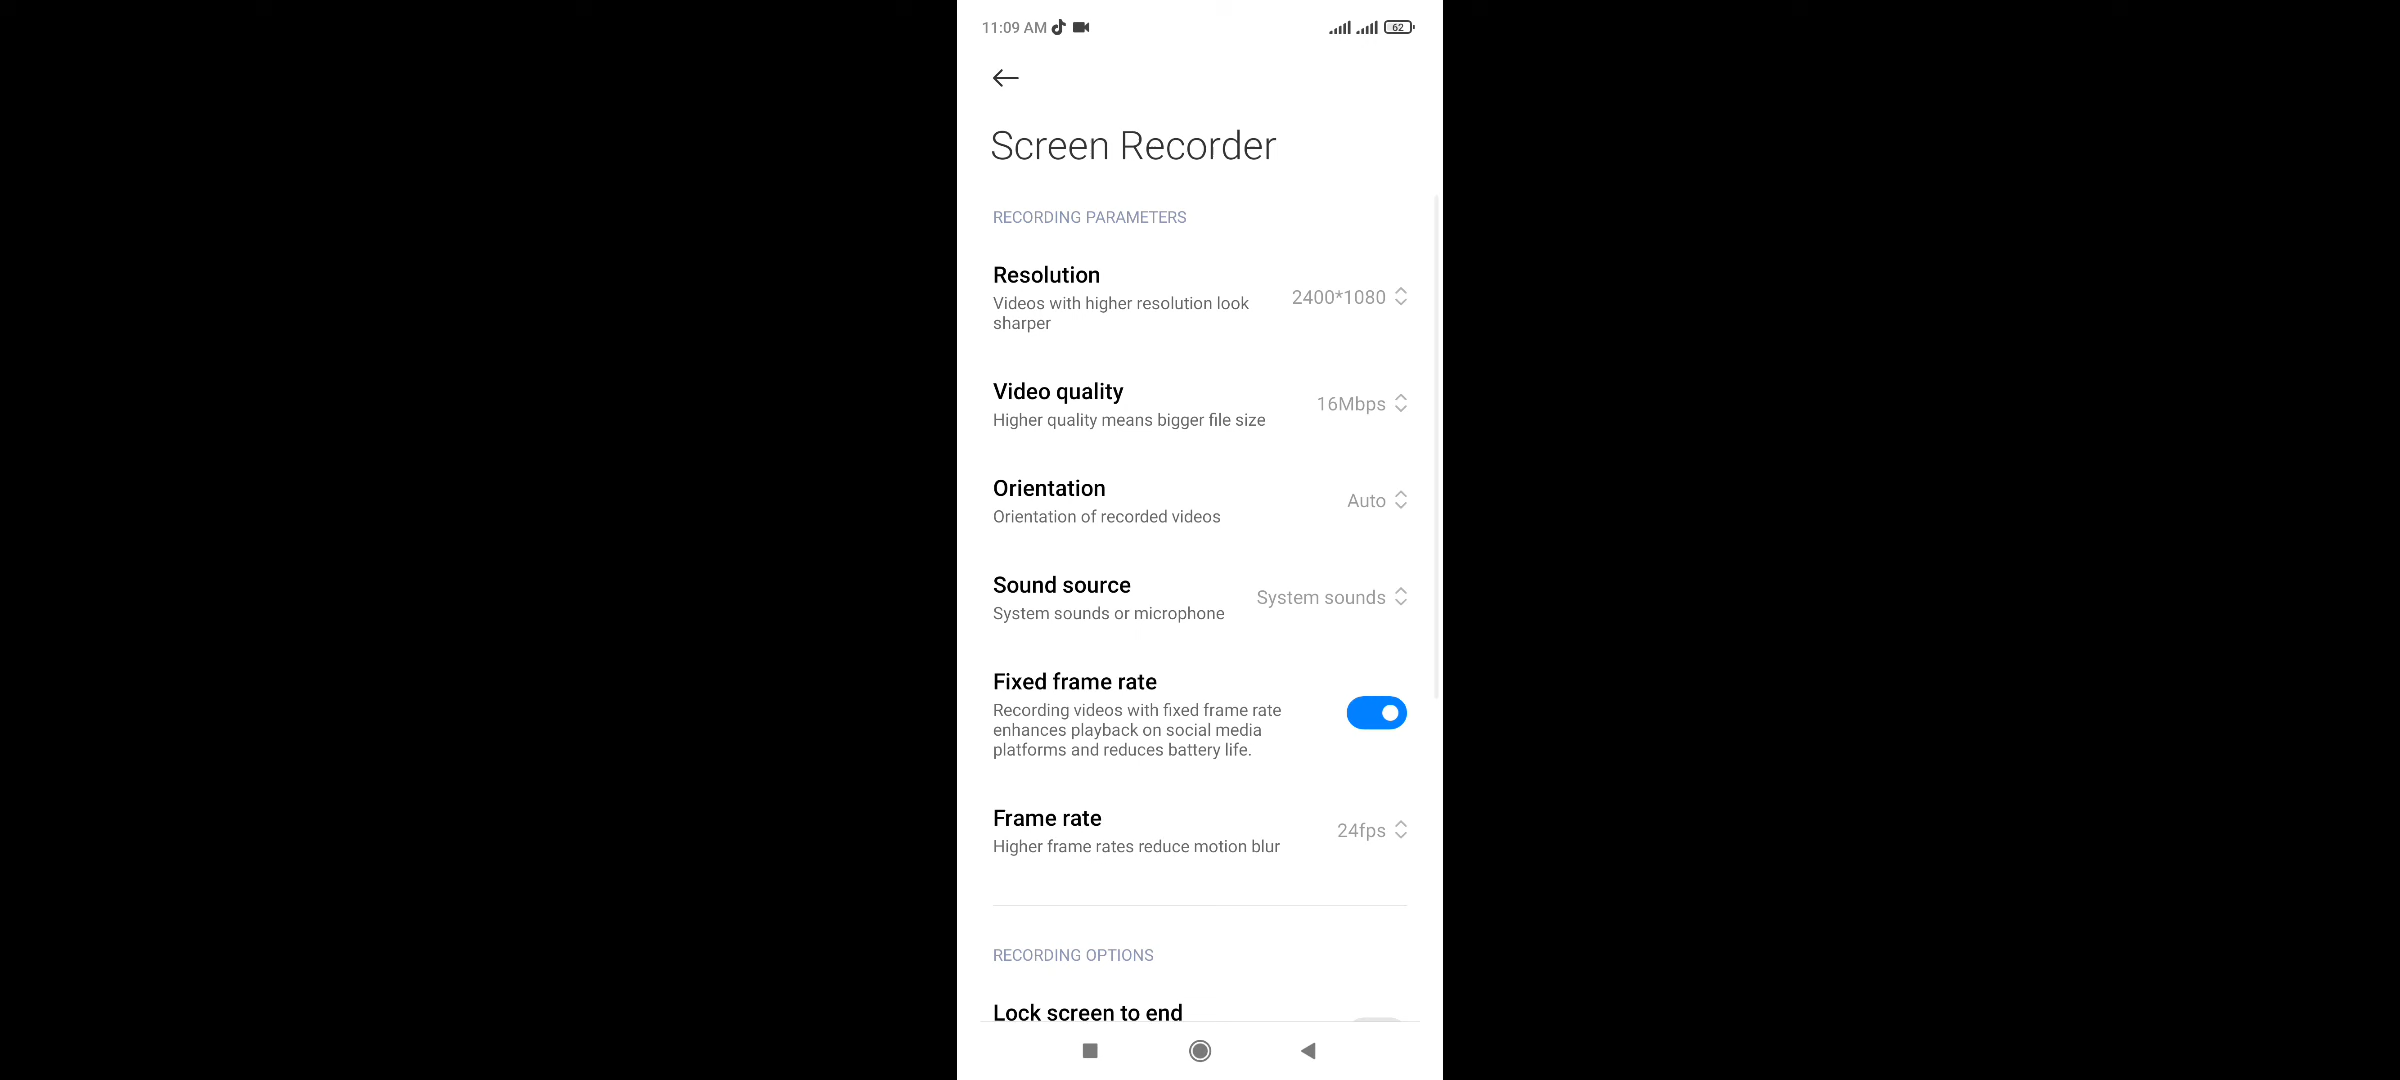 11:09 AM
62
Screen Recorder
RECORDING PARAMETERS
Resolution
Videos with higher resolution look
sharper
2400*1080
Video quality
Higher quality means bigger file size
16Mbps
Orientation
Orientation of recorded videos
Auto
Sound source
System sounds or microphone
System sounds
Fixed frame rate
Recording videos with fixed frame rate
enhances playback on social media
platforms and reduces battery life.
Frame rate
Higher frame rates reduce motion blur
24fps
RECORDING OPTIONS
Lock screen to end